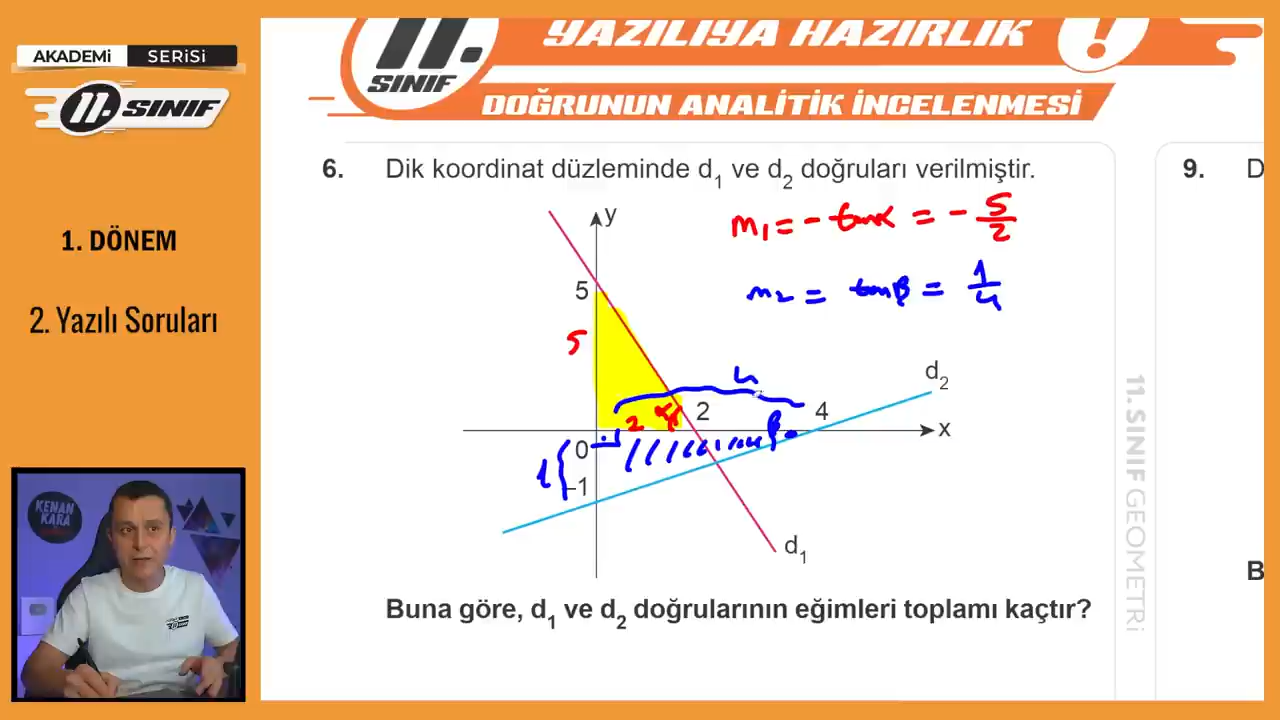 AKADEMİ SERİSİ
11. SINIF
1. DÖNEM
2. Yazılı Soruları
KENAN
KARA
11.
SINIF
YAZILIYA HAZIRLIK
DOĞRUNUN ANALİTİK İNCELENMESİ
6. Dik koordinat düzleminde d1 ve d2 doğruları verilmiştir.
m1 = - tanα = - 5/2
m2 = tanβ = 1/4
y
5
5
4
d2
2
4
2 α
β
x
0
1
-1
d1
Buna göre, d1 ve d2 doğrularının eğimleri toplamı kaçtır?
11. SINIF GEOMETRİ
9. D
B